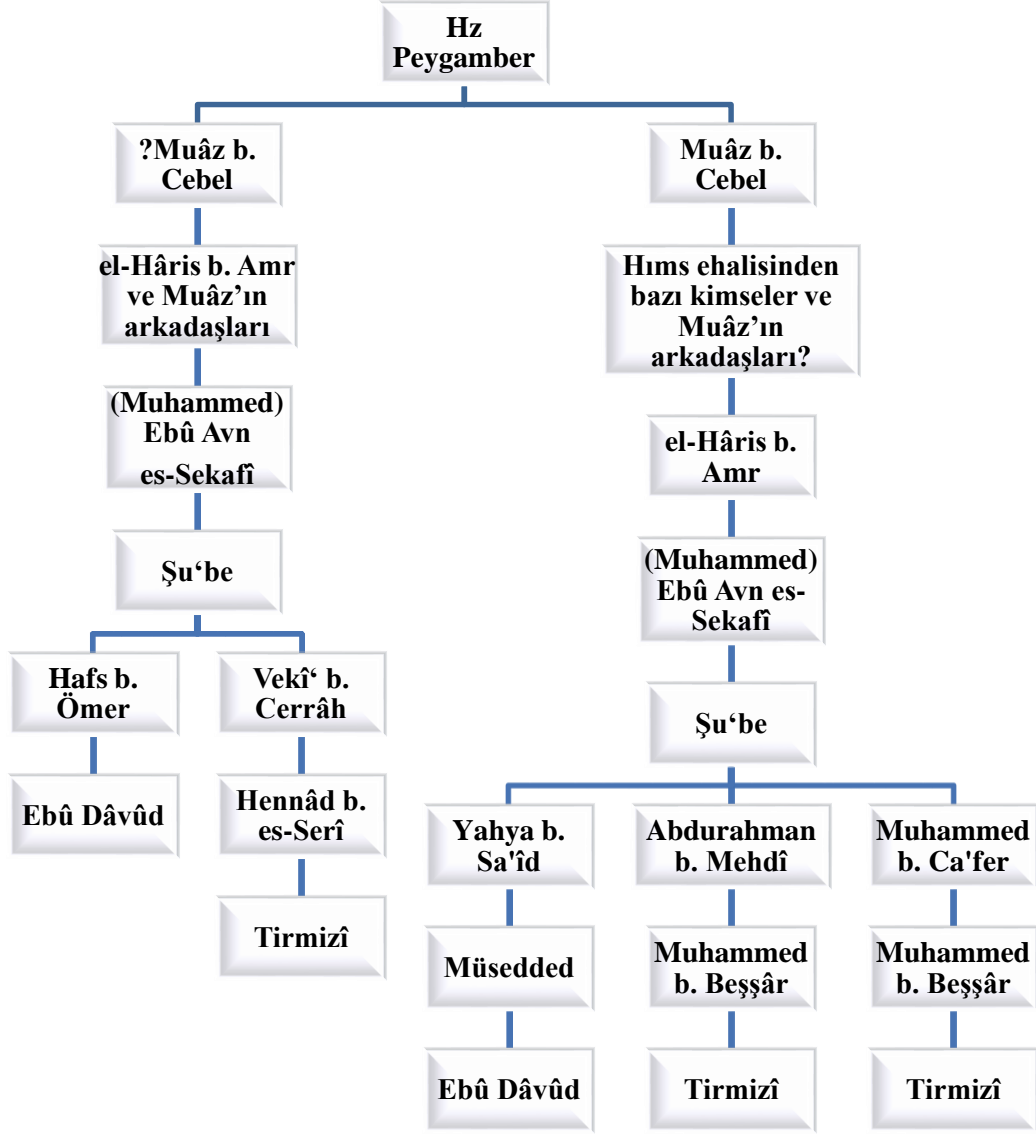 Hz
Peygamber
?Muâz b.
Cebel
el-Hâris b. Amr
ve Muâz’ın
arkadaşları
(Muhammed)
Ebû Avn
es-Sekafî
Şu‘be
Hafs b.
Ömer
Ebû Dâvûd
Vekî‘ b.
Cerrâh
Hennâd b.
es-Serî
Tirmizî
Muâz b.
Cebel
Hıms ehalisinden
bazı kimseler ve
Muâz’ın
arkadaşları?
el-Hâris b.
Amr
(Muhammed)
Ebû Avn es-
Sekafî
Şu‘be
Yahya b.
Sa'îd
Müsedded
Ebû Dâvûd
Abdurahman
b. Mehdî
Muhammed
b. Beşşâr
Tirmizî
Muhammed
b. Ca'fer
Muhammed
b. Beşşâr
Tirmizî